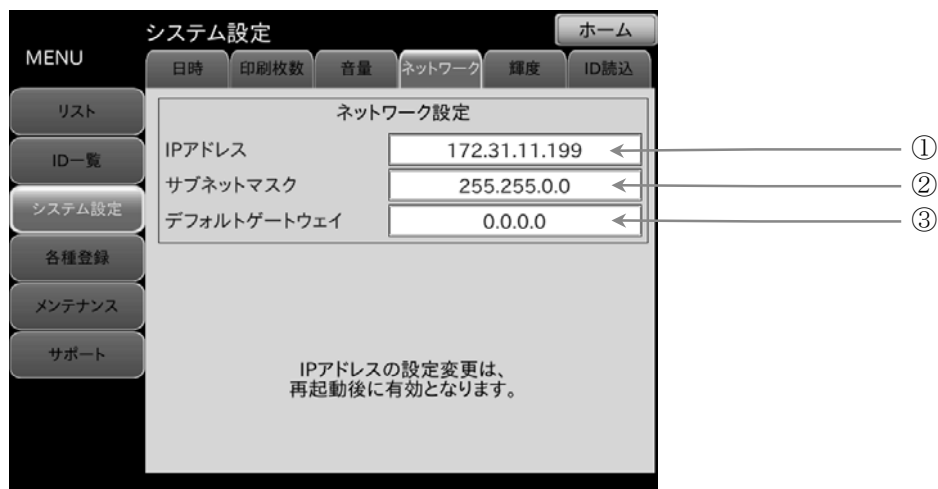 システム設定
ホーム
MENU
日時
印刷枚数
音量
ネットワーク
輝度
ID読込
リスト
ID一覧
システム設定
各種登録
メンテナンス
サポート
ネットワーク設定
IPアドレス 172.31.11.199 ①
サブネットマスク 255.255.0.0 ②
デフォルトゲートウェイ 0.0.0.0 ③
IPアドレスの設定変更は、
再起動後に有効となります。